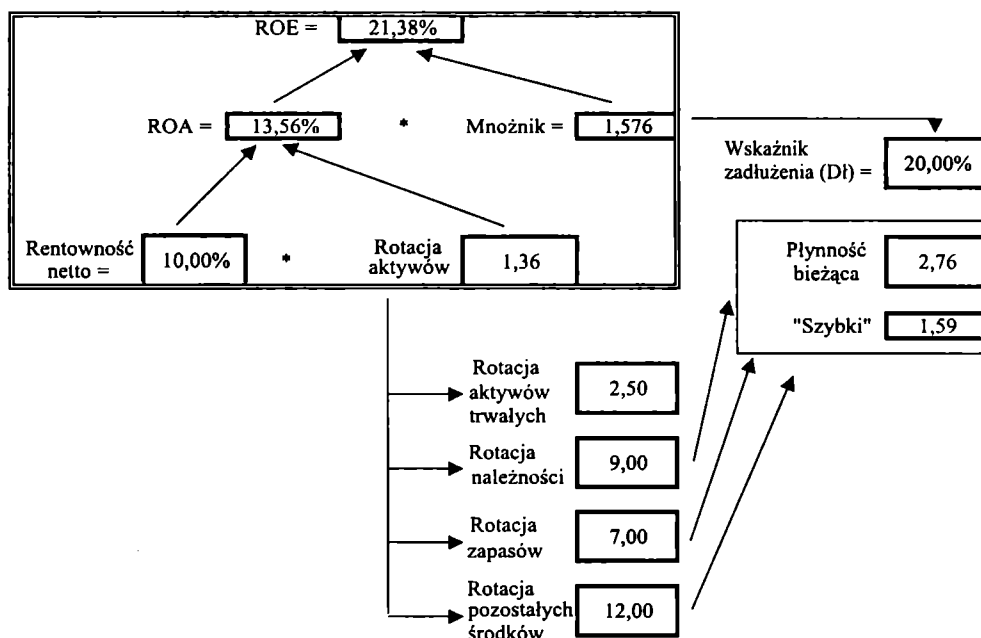 ROE = 21,38%
ROA = 13,56% * Mnożnik = 1,576
Wskaźnik
zadłużenia (Dł) = 20,00%
Rentowność
netto = 10,00% * Rotacja
aktywów 1,36
Płynność
bieżąca 2,76
"Szybki" 1,59
Rotacja
aktywów
trwałych 2,50
Rotacja
należności 9,00
Rotacja
zapasów 7,00
Rotacja
pozostałych
środków 12,00